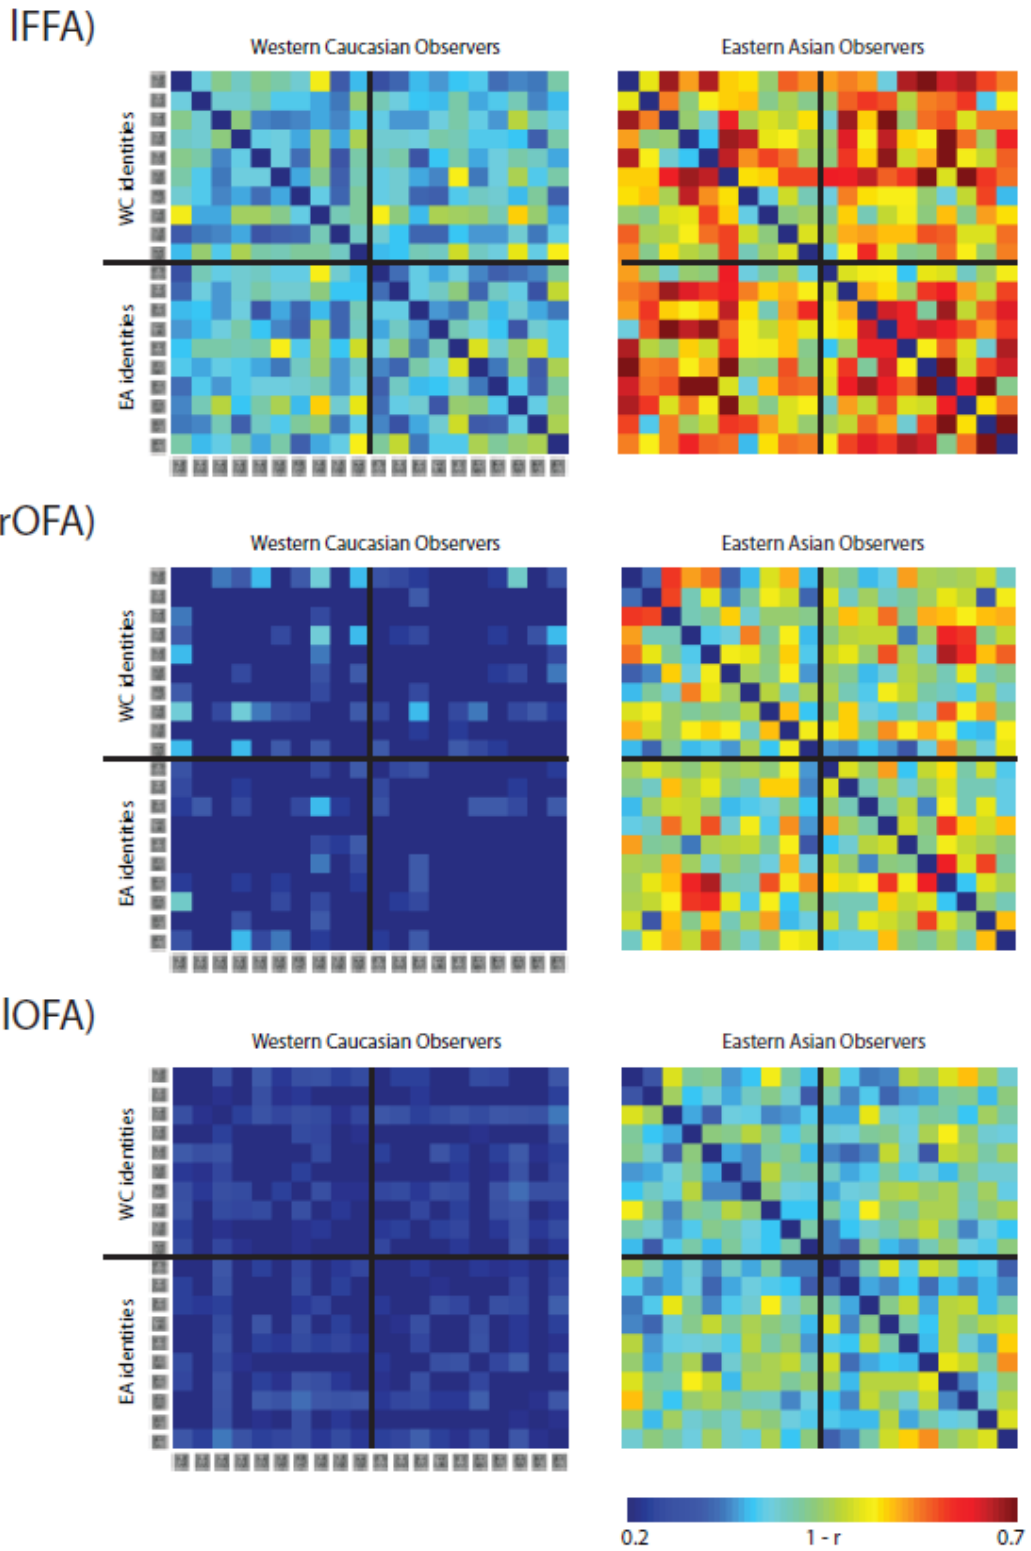 lFFA)
Western Caucasian Observers
Eastern Asian Observers
WC identities
EA identities
rOFA)
Western Caucasian Observers
Eastern Asian Observers
WC identities
EA identities
lOFA)
Western Caucasian Observers
Eastern Asian Observers
WC identities
EA identities
0.2
1 - r
0.7